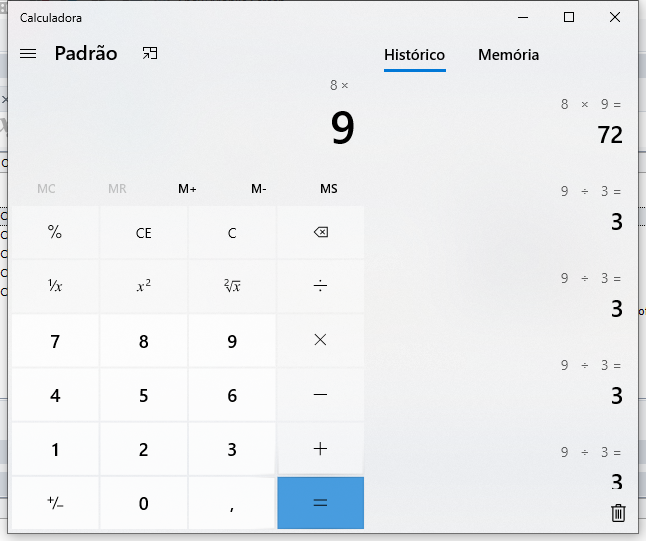 Calculadora
Padrão
Histórico Memória
8 ×
9
MC MR M+ M- MS
% CE C
¹/x x² ²√x ÷
7 8 9 ×
4 5 6 −
1 2 3 +
+/− 0 , =
8 × 9 =
72
9 ÷ 3 =
3
9 ÷ 3 =
3
9 ÷ 3 =
3
9 ÷ 3 =
3